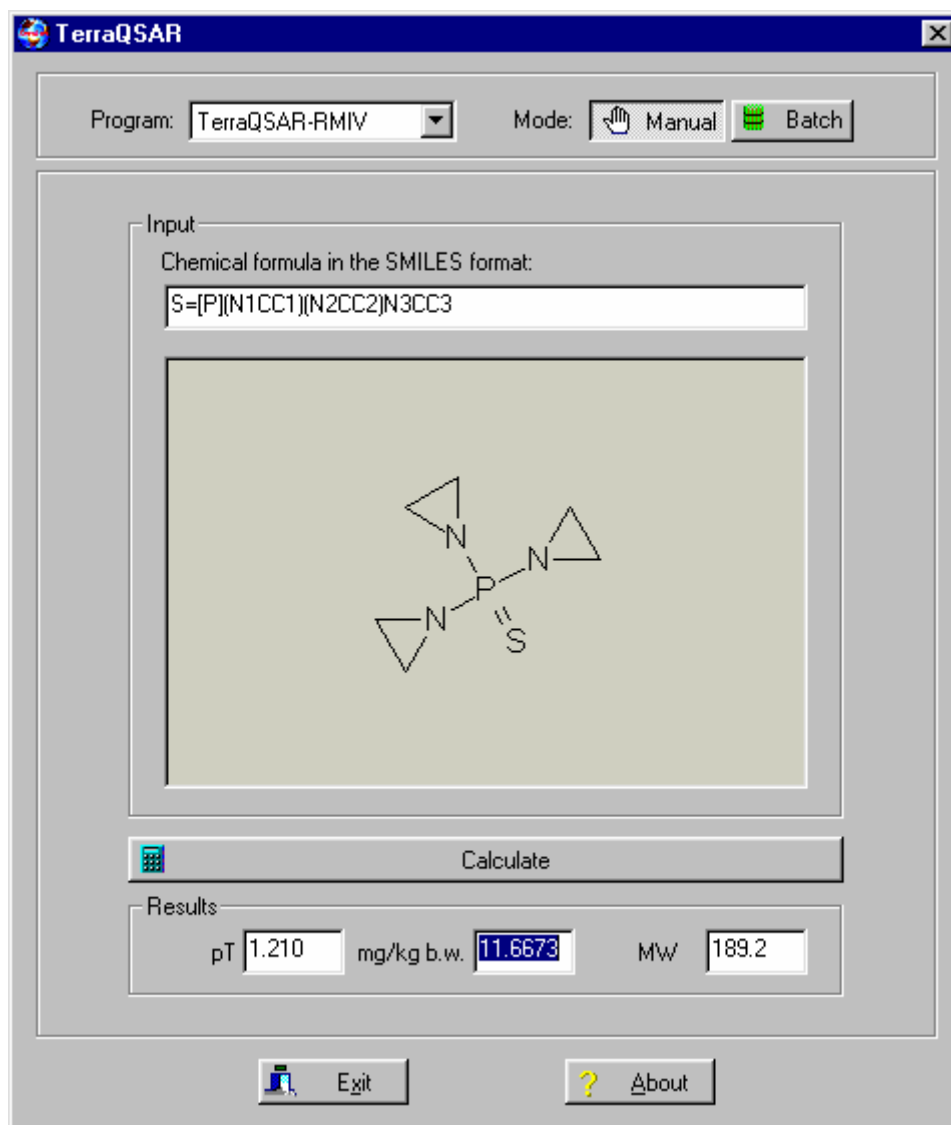 TerraQSAR
Program: TerraQSAR-RMIV Mode: Manual Batch
Input
Chemical formula in the SMILES format:
S=[P](N1CC1)(N2CC2)N3CC3
N
N
P
N
S
Calculate
Results
pT 1.210 mg/kg b.w. 11.6673 MW 189.2
Exit ? About